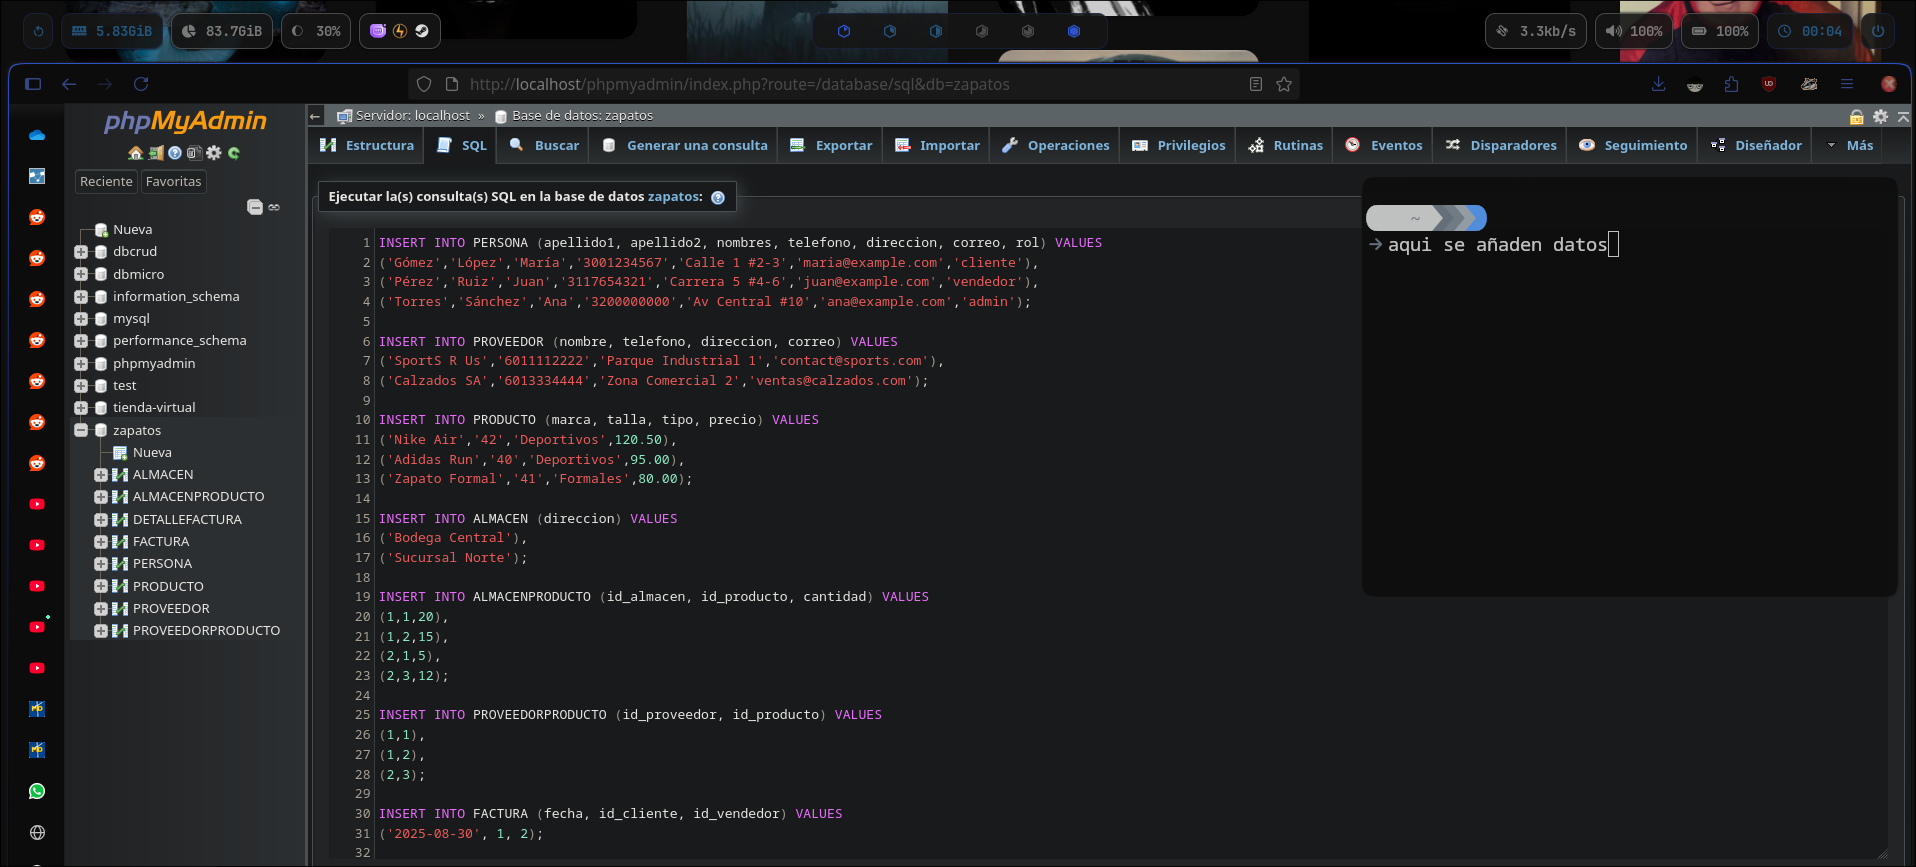 5.83GiB 83.7GiB 30% 3.3kb/s 100% 100% 00:04
http://localhost/phpmyadmin/index.php?route=/database/sql&db=zapatos
phpMyAdmin
Reciente Favoritas
Nueva
dbcrud
dbmicro
information_schema
mysql
performance_schema
phpmyadmin
test
tienda-virtual
zapatos
Nueva
ALMACEN
ALMACENPRODUCTO
DETALLEFACTURA
FACTURA
PERSONA
PRODUCTO
PROVEEDOR
PROVEEDORPRODUCTO
← Servidor: localhost » Base de datos: zapatos
Estructura SQL Buscar Generar una consulta Exportar Importar Operaciones Privilegios Rutinas Eventos Disparadores Seguimiento Diseñador Más
Ejecutar la(s) consulta(s) SQL en la base de datos zapatos:
1 INSERT INTO PERSONA (apellido1, apellido2, nombres, telefono, direccion, correo, rol) VALUES
2 ('Gómez','López','María','3001234567','Calle 1 #2-3','maria@example.com','cliente'),
3 ('Pérez','Ruiz','Juan','3117654321','Carrera 5 #4-6','juan@example.com','vendedor'),
4 ('Torres','Sánchez','Ana','3200000000','Av Central #10','ana@example.com','admin');
5
6 INSERT INTO PROVEEDOR (nombre, telefono, direccion, correo) VALUES
7 ('SportS R Us','6011112222','Parque Industrial 1','contact@sports.com'),
8 ('Calzados SA','6013334444','Zona Comercial 2','ventas@calzados.com');
9
10 INSERT INTO PRODUCTO (marca, talla, tipo, precio) VALUES
11 ('Nike Air','42','Deportivos',120.50),
12 ('Adidas Run','40','Deportivos',95.00),
13 ('Zapato Formal','41','Formales',80.00);
14
15 INSERT INTO ALMACEN (direccion) VALUES
16 ('Bodega Central'),
17 ('Sucursal Norte');
18
19 INSERT INTO ALMACENPRODUCTO (id_almacen, id_producto, cantidad) VALUES
20 (1,1,20),
21 (1,2,15),
22 (2,1,5),
23 (2,3,12);
24
25 INSERT INTO PROVEEDORPRODUCTO (id_proveedor, id_producto) VALUES
26 (1,1),
27 (1,2),
28 (2,3);
29
30 INSERT INTO FACTURA (fecha, id_cliente, id_vendedor) VALUES
31 ('2025-08-30', 1, 2);
32
~
→ aqui se añaden datos